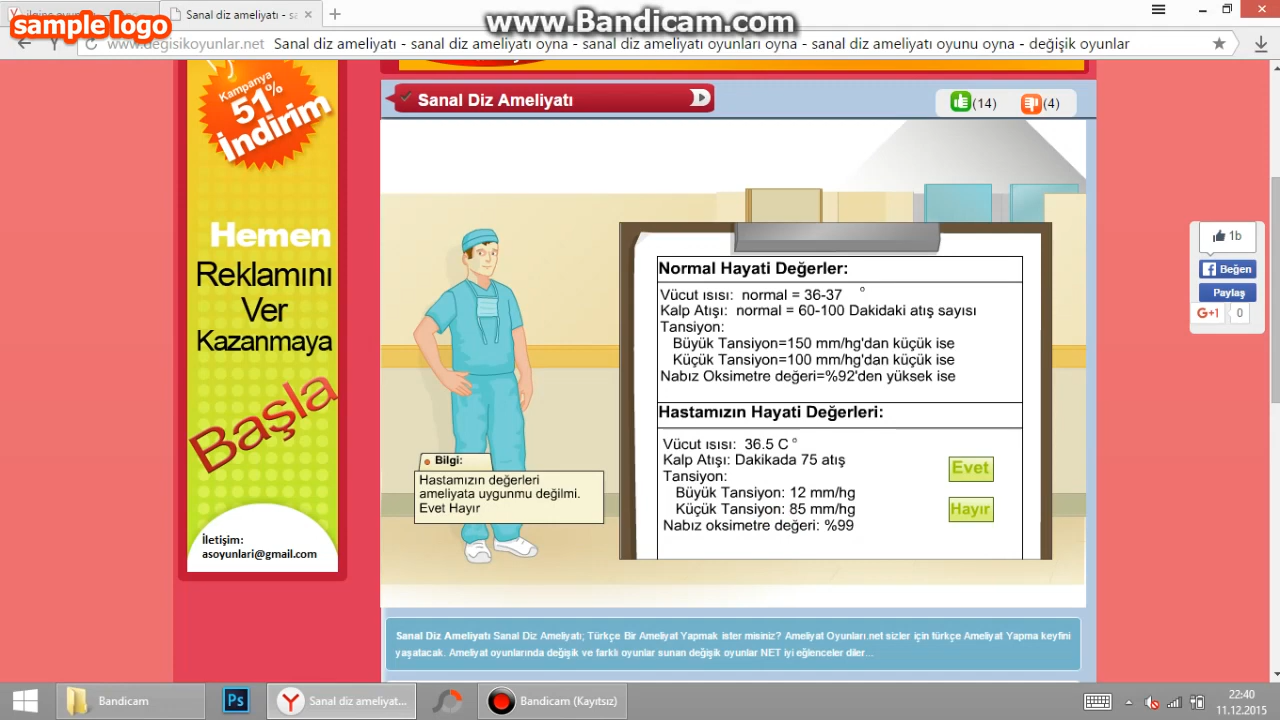 sample logo
Sanal diz ameliyatı - sa
www.Bandicam.com
www.degisikoyunlar.net Sanal diz ameliyatı - sanal diz ameliyatı oyna - sanal diz ameliyatı oyunları oyna - sanal diz ameliyatı oyunu oyna - değişik oyunlar
Kampanya
51%
İndirim
Hemen
Reklamını
Ver
Kazanmaya
Başla
İletişim:
asoyunlari@gmail.com
Sanal Diz Ameliyatı
(14)
(4)
Normal Hayati Değerler:
Vücut ısısı: normal = 36-37 °
Kalp Atışı: normal = 60-100 Dakidaki atış sayısı
Tansiyon:
Büyük Tansiyon=150 mm/hg'dan küçük ise
Küçük Tansiyon=100 mm/hg'dan küçük ise
Nabız Oksimetre değeri=%92'den yüksek ise
Hastamızın Hayati Değerleri:
Vücut ısısı: 36.5 C °
Kalp Atışı: Dakikada 75 atış
Tansiyon:
Büyük Tansiyon: 12 mm/hg
Küçük Tansiyon: 85 mm/hg
Nabız oksimetre değeri: %99
Evet
Hayır
Bilgi:
Hastamızın değerleri
ameliyata uygunmu değilmi.
Evet Hayır
1b
Beğen
Paylaş
G+1 0
Sanal Diz Ameliyatı Sanal Diz Ameliyatı; Türkçe Bir Ameliyat Yapmak ister misiniz? Ameliyat Oyunları.net sizler için türkçe Ameliyat Yapma keyfini
yaşatacak. Ameliyat oyunlarında değişik ve farklı oyunlar sunan değişik oyunlar NET iyi eğlenceler diler...
Bandicam
Ps
Sanal diz ameliyat...
Bandicam (Kayıtsız)
22:40
11.12.2015